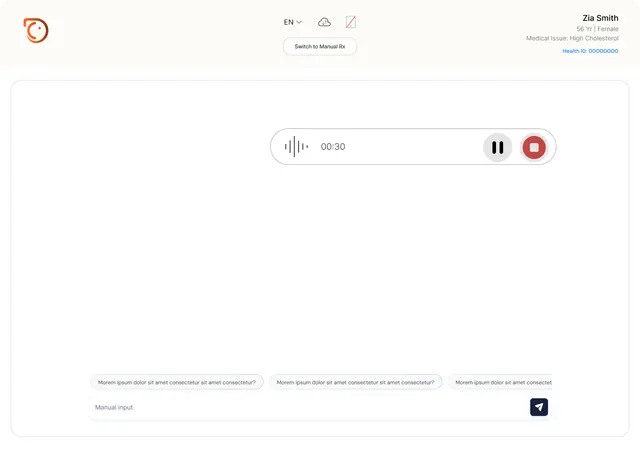 EN
Switch to Manual Rx
Zia Smith
56 Yr | Female
Medical Issue: High Cholesterol
Health ID: 00000000
00:30
Morem ipsum dolor sit amet consectetur sit amet consectetur?
Morem ipsum dolor sit amet consectetur sit amet consectetur?
Morem ipsum dolor sit amet consectetur
Manual input